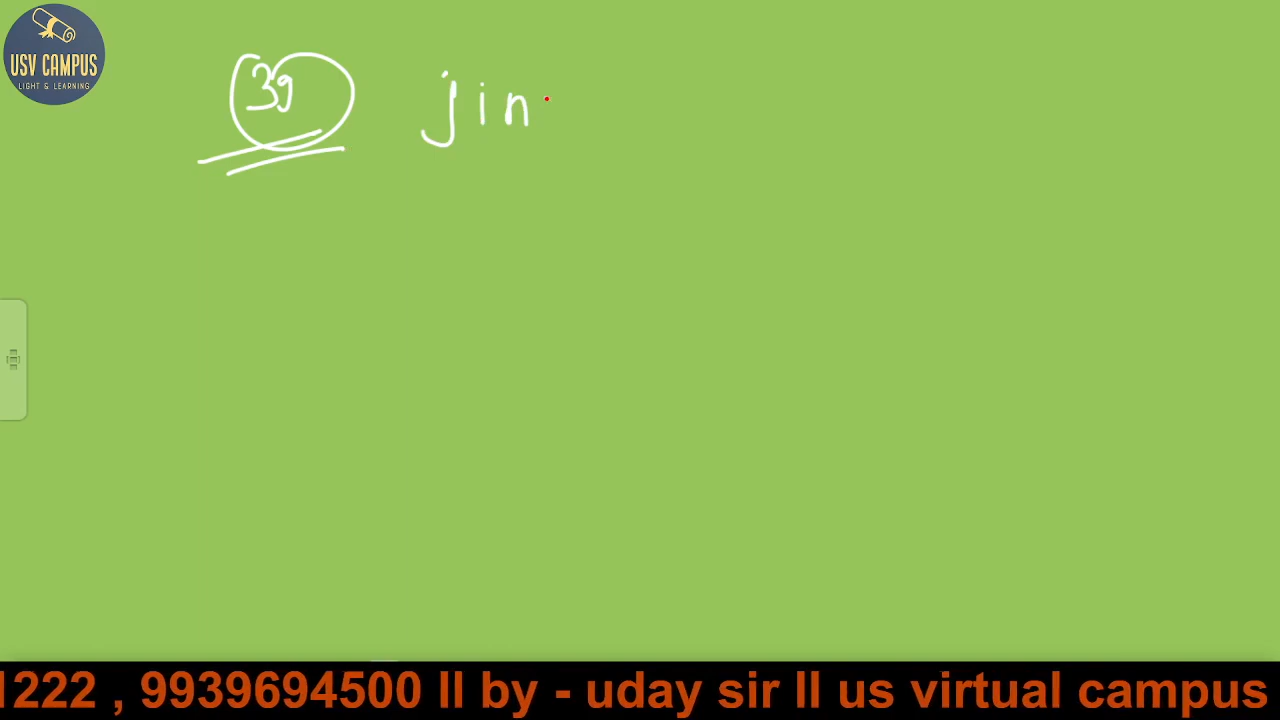 USV CAMPUS
LIGHT & LEARNING
39 jin
1222 , 9939694500 ll by - uday sir ll us virtual campus